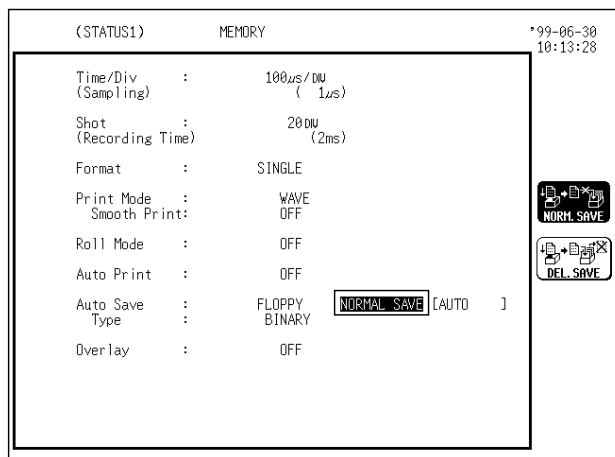 (STATUS1) MEMORY '99-06-30
10:13:28
Time/Div : 100µs/DIV
(Sampling) ( 1µs)
Shot : 20DIV
(Recording Time) (2ms)
Format : SINGLE
Print Mode : WAVE
Smooth Print: OFF
Roll Mode : OFF
Auto Print : OFF
Auto Save : FLOPPY NORMAL SAVE [AUTO ]
Type : BINARY
Overlay : OFF
NORM. SAVE
DEL. SAVE